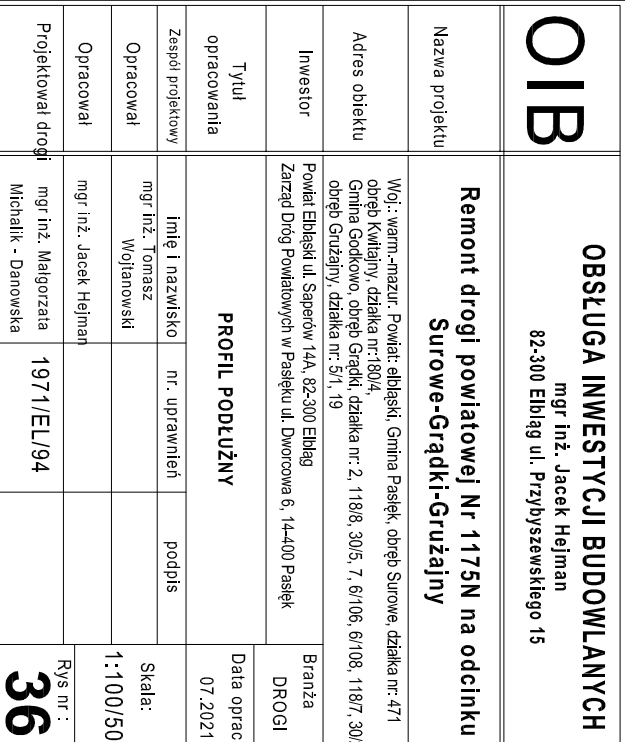 OIB
OBSŁUGA INWESTYCJI BUDOWLANYCH
mgr inż. Jacek Hejman
82-300 Elbląg ul. Przybyszewskiego 15
Nazwa projektu
Remont drogi powiatowej Nr 1175N na odcinku
Surowe-Grądki-Grużajny
Adres obiektu
Woj.: warm.-mazur. Powiat: elbląski, Gmina Pasłęk, obręb Surowe, działka nr: 471
obręb Kwitajny, działka nr:180/4,
Gmina Godkowo, obręb Grądki, działka nr: 2, 118/8, 30/5, 7, 6/106, 6/108, 118/7, 30/
obręb Grużajny, działka nr: 5/1, 19
Inwestor
Powiat Elbląski ul. Saperów 14A, 82-300 Elbląg
Zarząd Dróg Powiatowych w Pasłęku ul. Dworcowa 6, 14-400 Pasłęk
Branża
DROGI
Tytuł
opracowania
PROFIL PODŁUŻNY
Data oprac
07.2021
Zespół projektowy
imię i nazwisko
nr. uprawnień
podpis
Opracował
mgr inż. Tomasz
Wojtanowski
Skala:
1:100/50
Opracował
mgr inż. Jacek Hejman
Projektował drogi
mgr inż. Małgorzata
Michalik - Danowska
1971/EL/94
Rys nr :
36